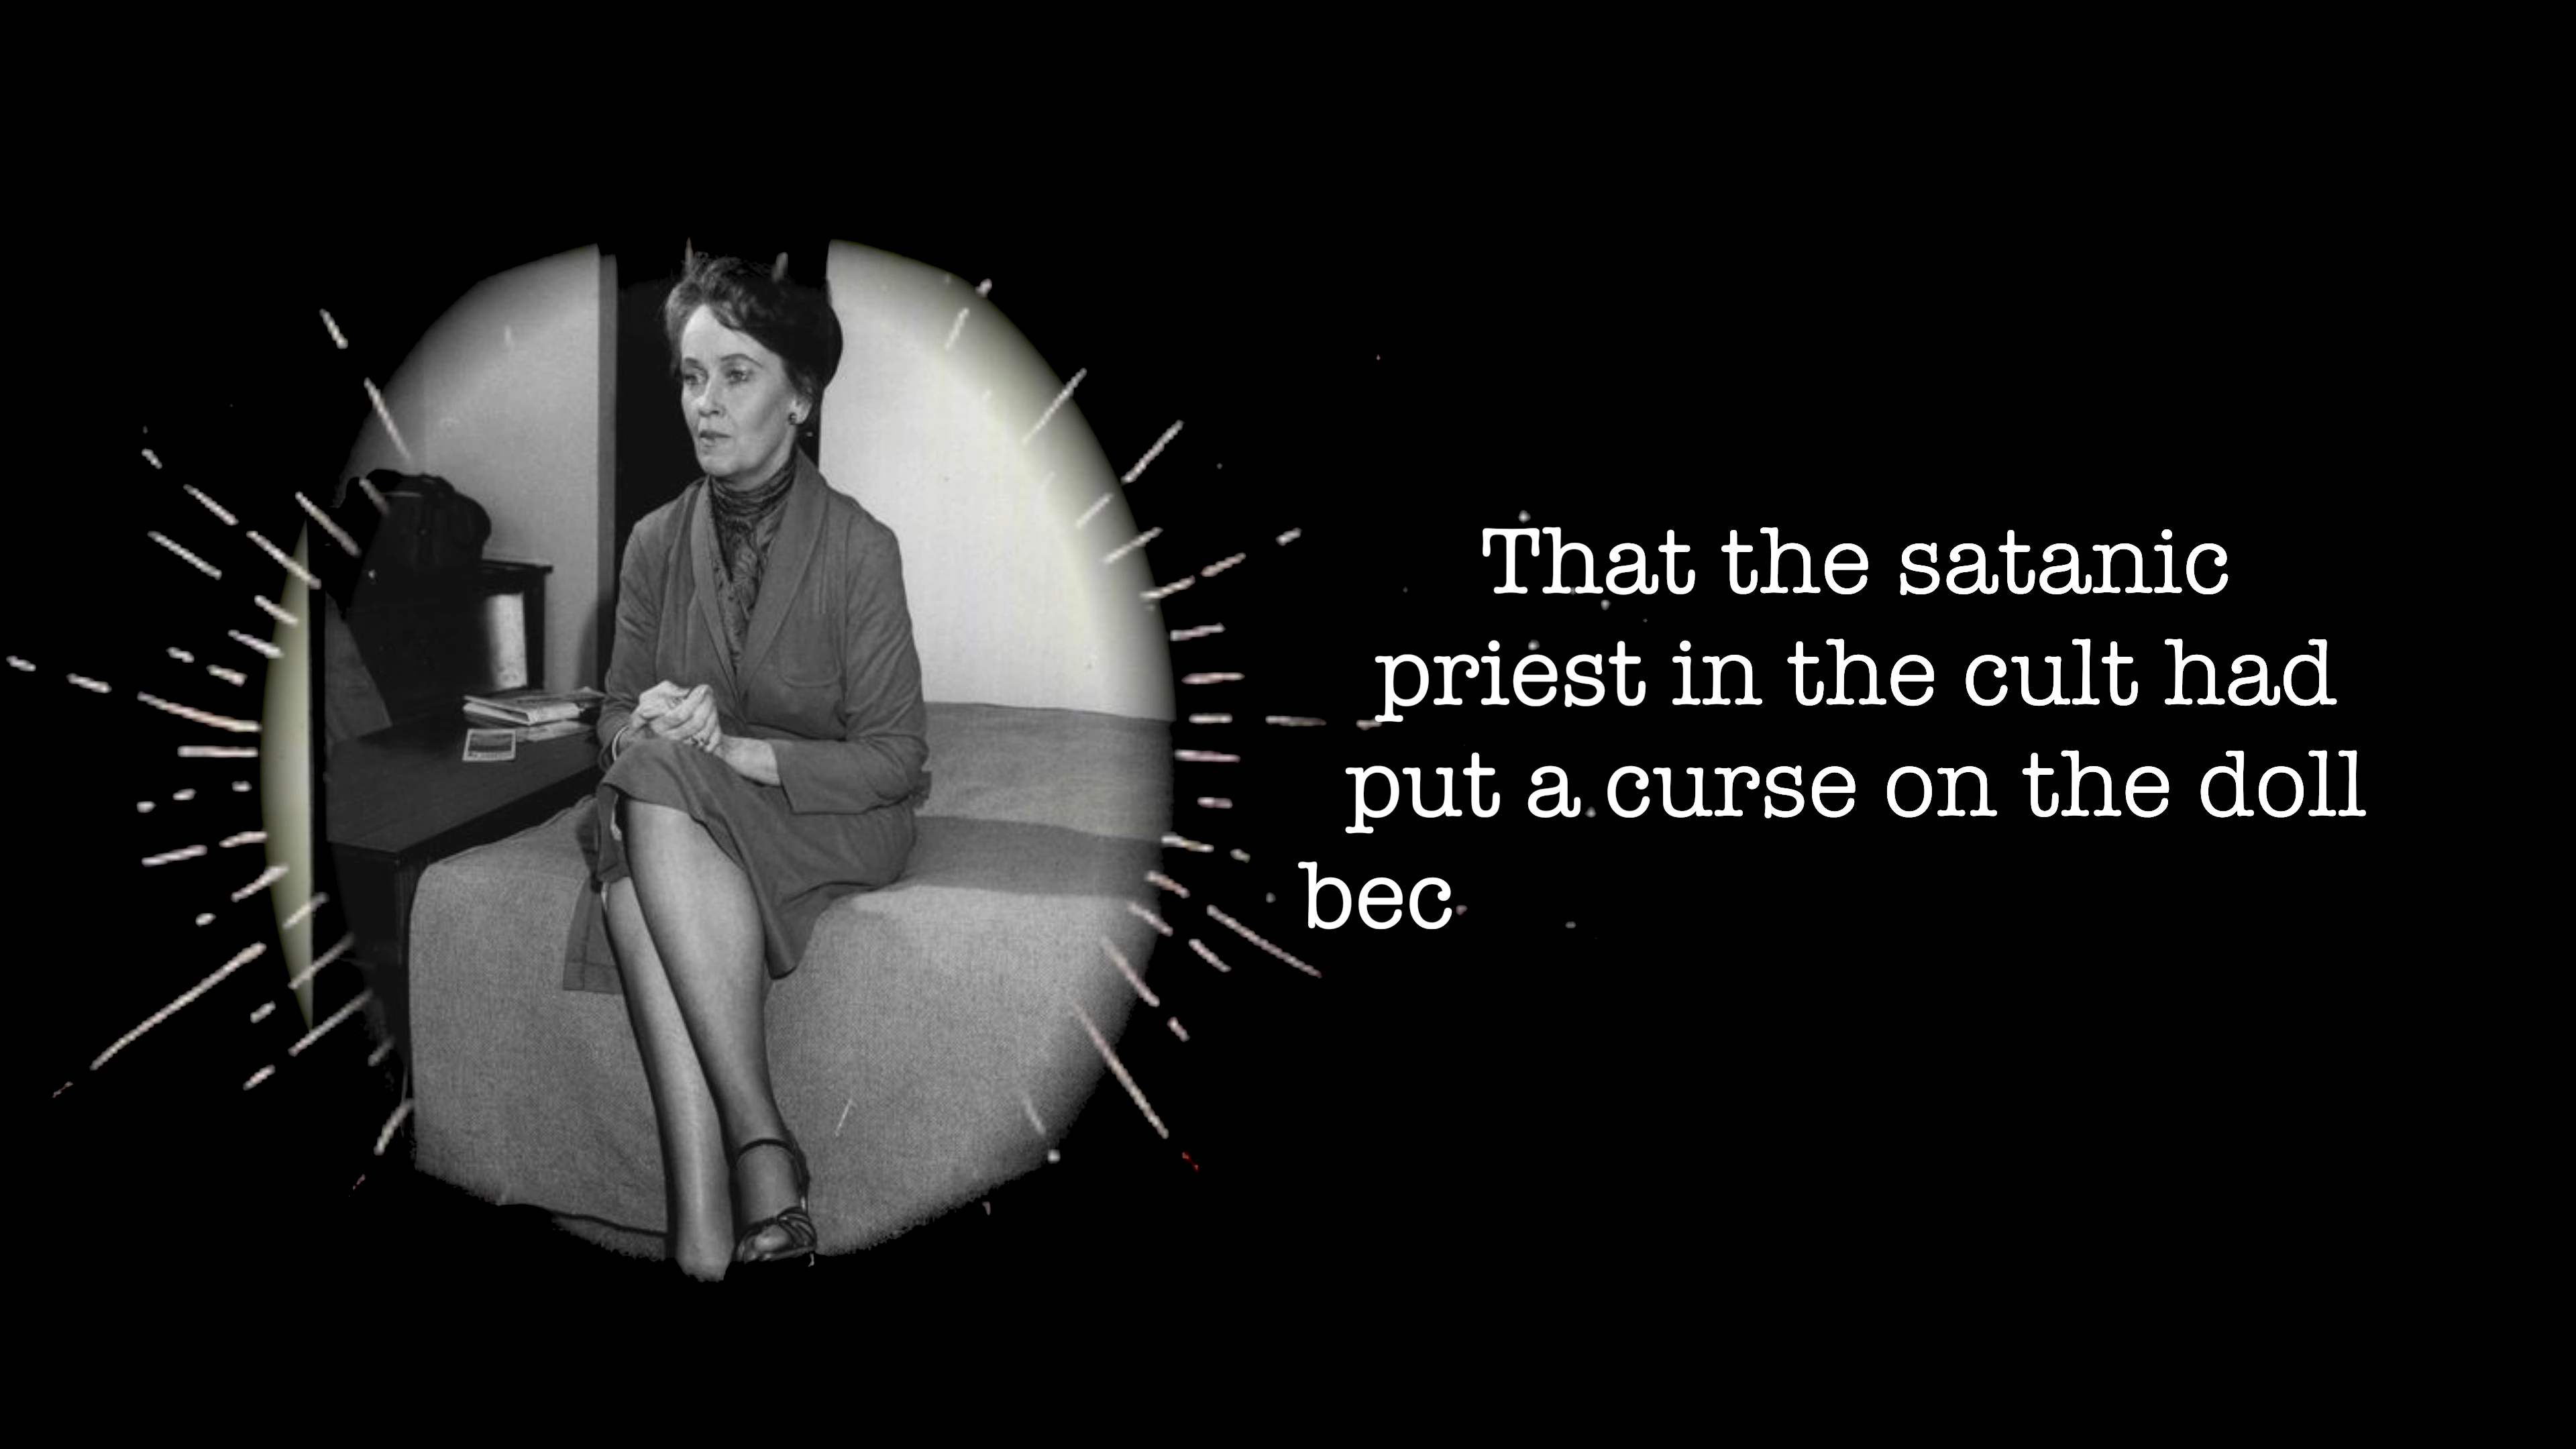 That the satanic
priest in the cult had
put a curse on the doll
bec